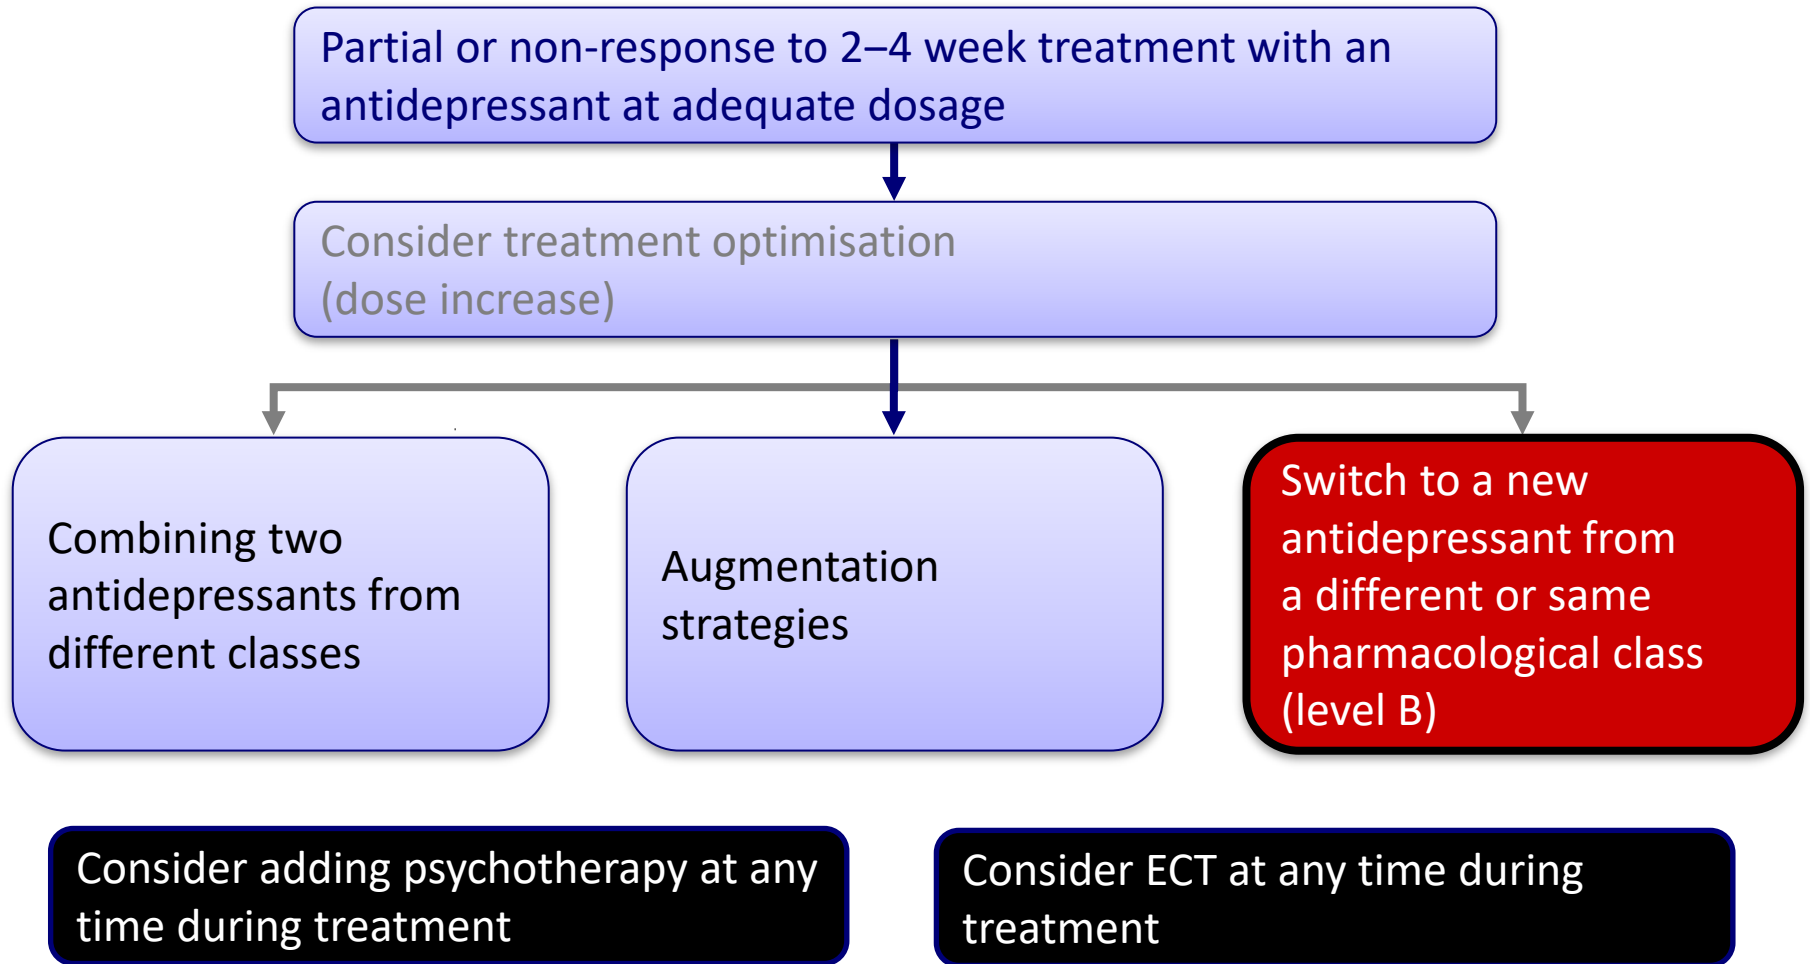 Partial or non-response to 2–4 week treatment with an
antidepressant at adequate dosage
Consider treatment optimisation
(dose increase)
Combining two
antidepressants from
different classes
Augmentation
strategies
Switch to a new
antidepressant from
a different or same
pharmacological class
(level B)
Consider adding psychotherapy at any
time during treatment
Consider ECT at any time during
treatment